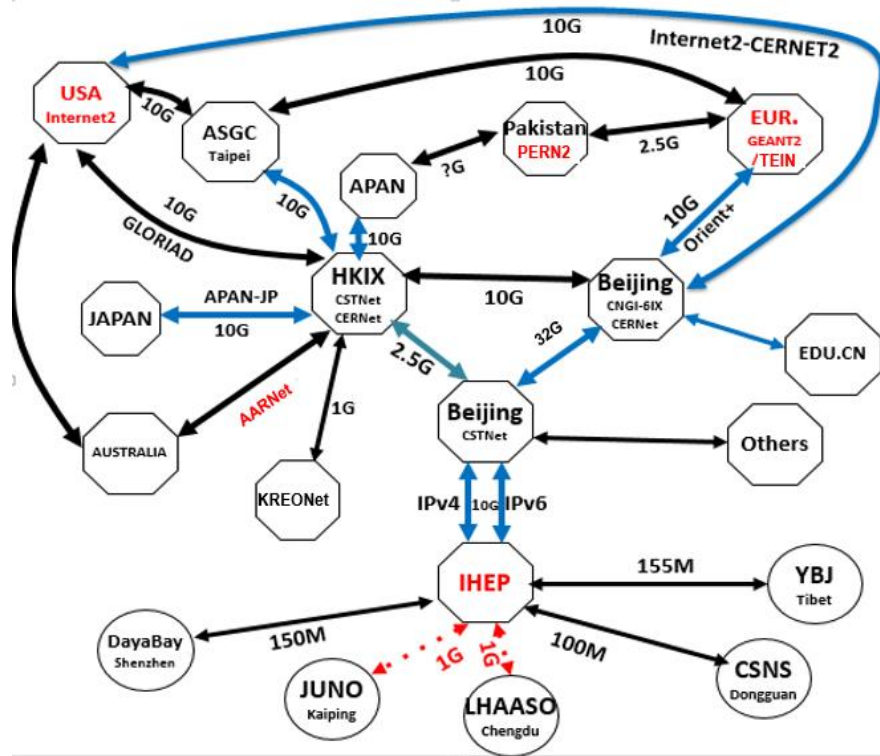 10G
Internet2-CERNET2
USA
Internet2
10G
10G
ASGC
Taipei
Pakistan
PERN2
2.5G
EUR.
GEANT2
/TEIN
?G
APAN
10G
10G
GLORIAD
10G
10G
Orient+
HKIX
CSTNet
CERNet
10G
Beijing
CNGI-6IX
CERNet
JAPAN
APAN-JP
10G
2.5G
32G
EDU.CN
AARNet
1G
Beijing
CSTNet
Others
AUSTRALIA
KREONet
IPv4
10G
IPv6
IHEP
155M
YBJ
Tibet
DayaBay
Shenzhen
150M
1G
1G
100M
CSNS
Dongguan
JUNO
Kaiping
LHAASO
Chengdu